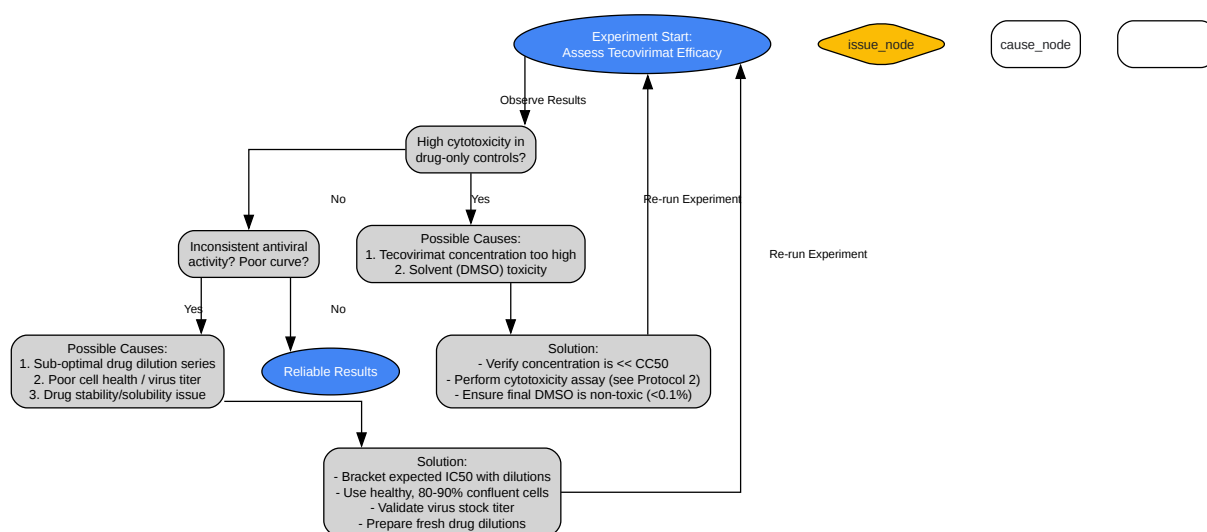 Experiment Start:
Assess Tecovirimat Efficacy
issue_node
cause_node
Observe Results
High cytotoxicity in
drug-only controls?
No
Yes
Re-run Experiment
Re-run Experiment
Inconsistent antiviral
activity? Poor curve?
Possible Causes:
1. Tecovirimat concentration too high
2. Solvent (DMSO) toxicity
Yes
No
Possible Causes:
1. Sub-optimal drug dilution series
2. Poor cell health / virus titer
3. Drug stability/solubility issue
Reliable Results
Solution:
- Verify concentration is << CC50
- Perform cytotoxicity assay (see Protocol 2)
- Ensure final DMSO is non-toxic (<0.1%)
Solution:
- Bracket expected IC50 with dilutions
- Use healthy, 80-90% confluent cells
- Validate virus stock titer
- Prepare fresh drug dilutions